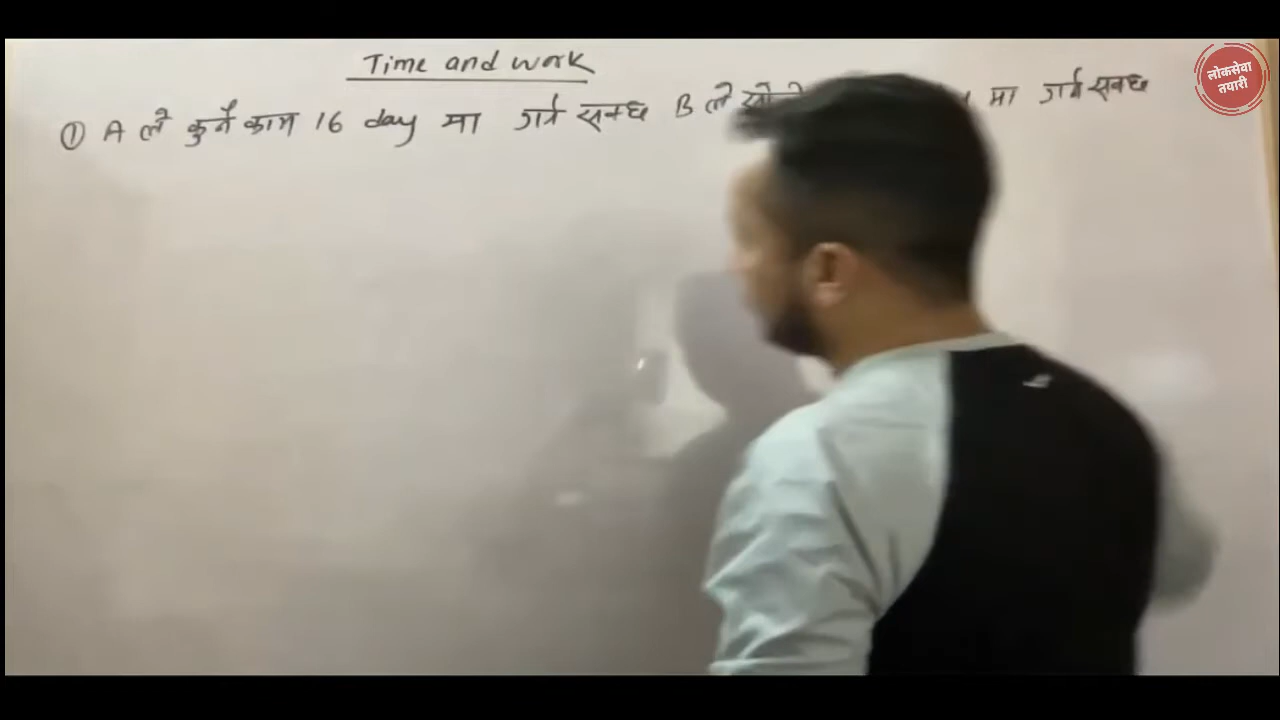 Time and work
① A ले कुनै काम 16 day मा गर्न सक्छ B ले मा गर्न सक्छ
लोकसेवा
तयारी